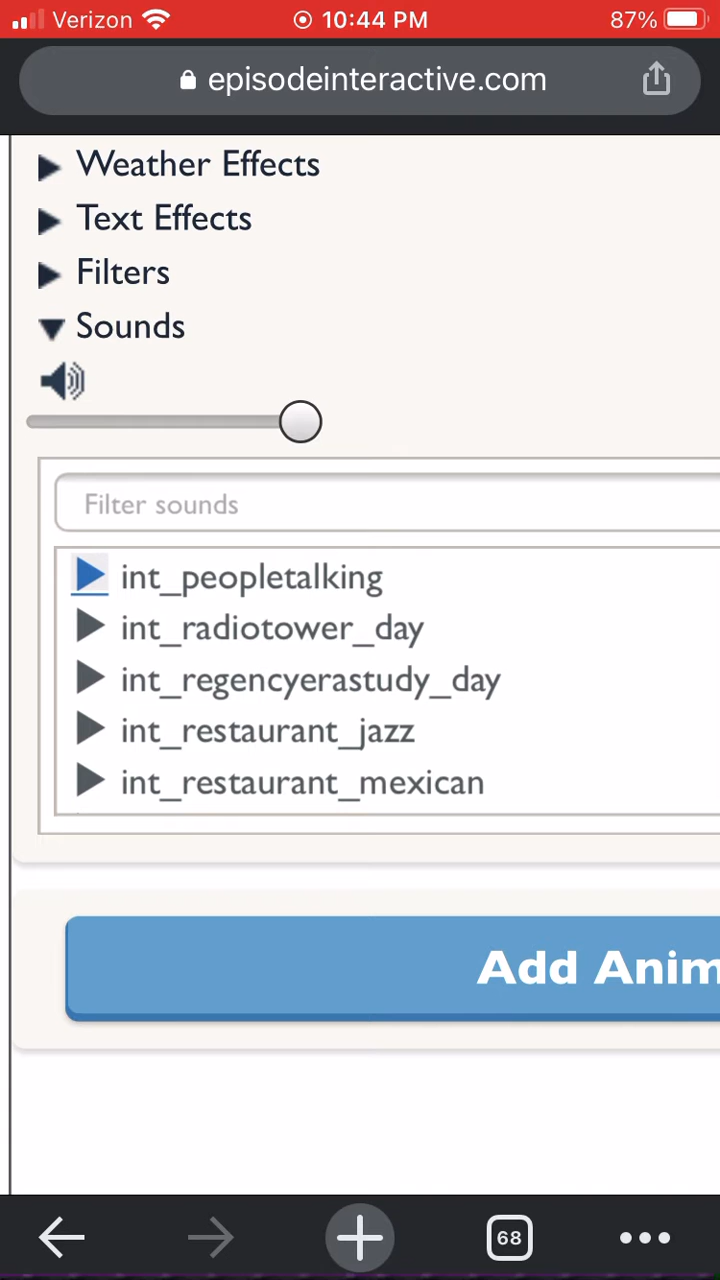 Verizon 10:44 PM 87%
episodeinteractive.com
Weather Effects
Text Effects
Filters
Sounds
Filter sounds
int_peopletalking
int_radiotower_day
int_regencyerastudy_day
int_restaurant_jazz
int_restaurant_mexican
Add Anim
68